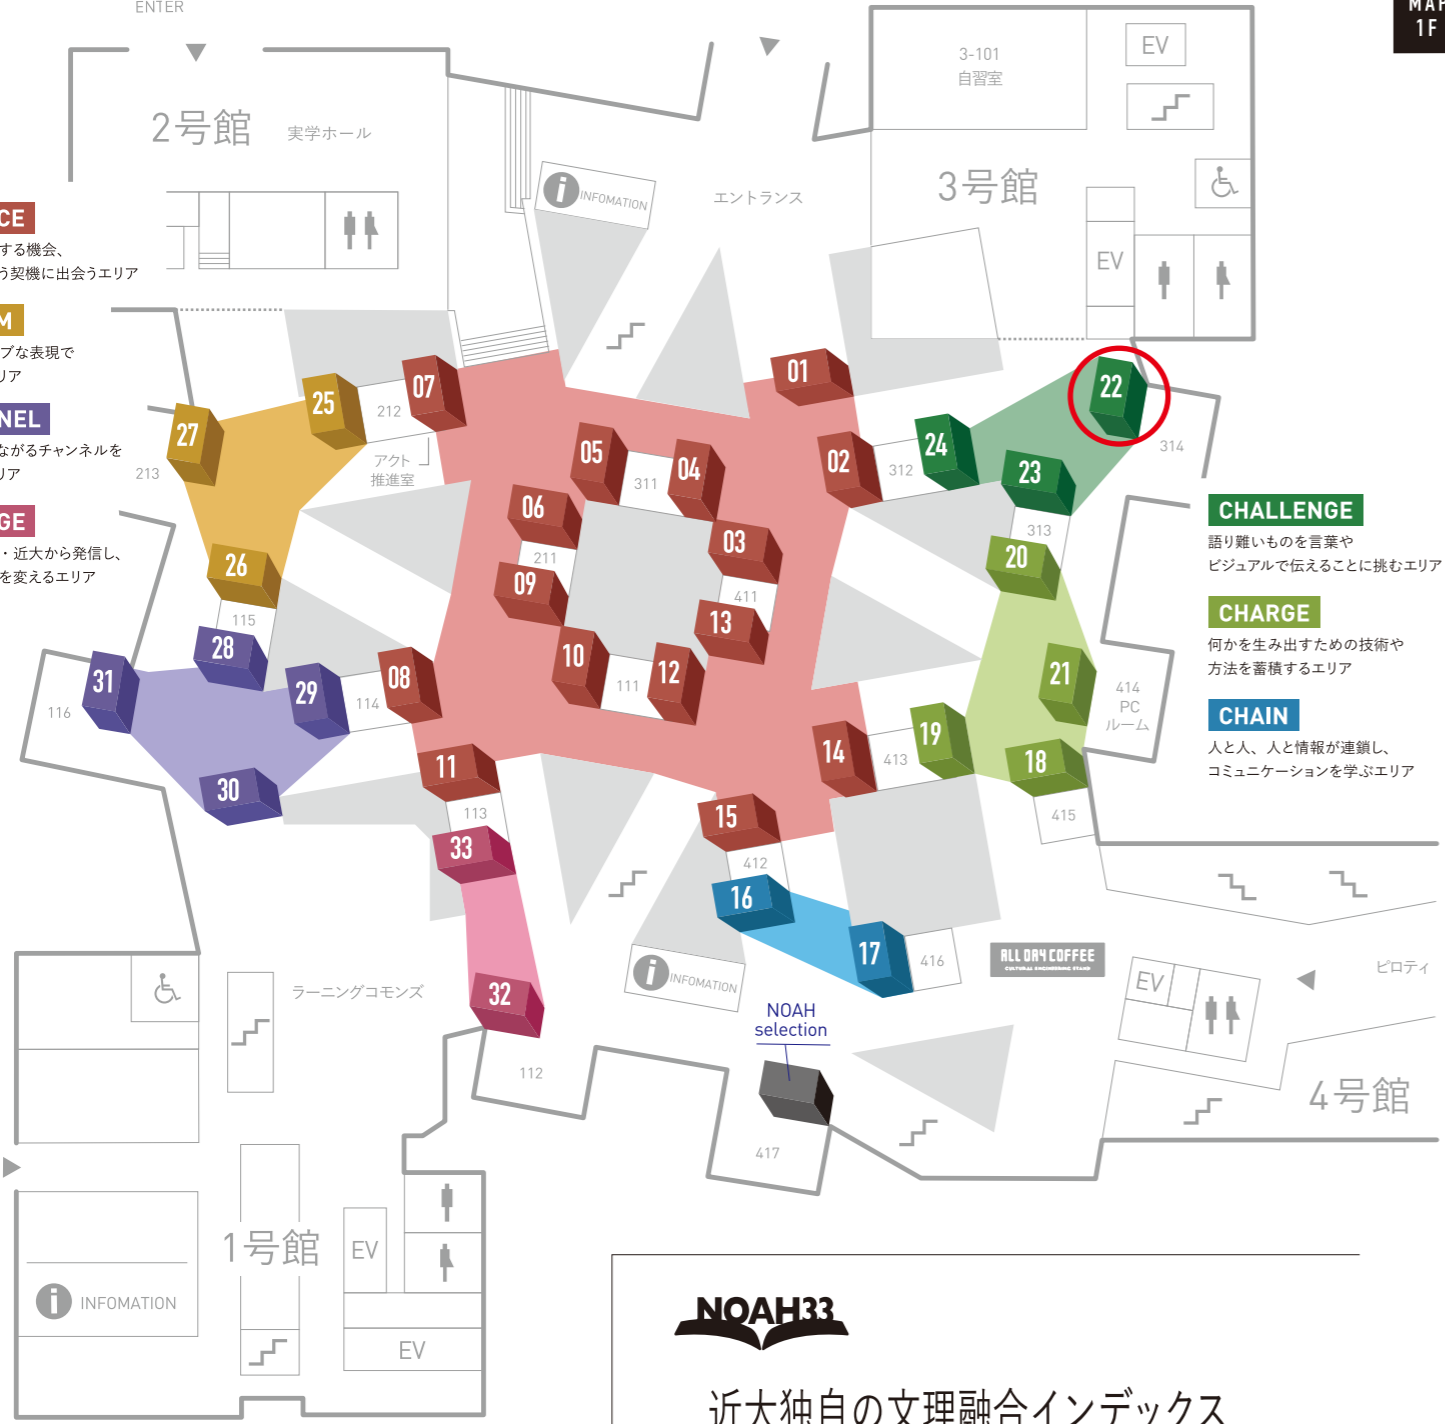 ENTER
MAP
1F
2号館
実学ホール
INFOMATION
エントランス
3-101
自習室
EV
3号館
EV
CE
する機会、
う契機に出会うエリア
M
ブな表現で
リア
NEL
ながるチャンネルを
リア
GE
・近大から発信し、
を変えるエリア
01
02
03
04
05
06
07
08
09
10
11
12
13
14
15
16
17
18
19
20
21
22
23
24
25
26
27
28
29
30
31
32
33
212
アクト
推進室
213
211
311
312
313
314
411
111
115
114
116
113
112
412
413
414
PC
ルーム
415
416
417
CHALLENGE
語り難いものを言葉や
ビジュアルで伝えることに挑むエリア
CHARGE
何かを生み出すための技術や
方法を蓄積するエリア
CHAIN
人と人、人と情報が連鎖し、
コミュニケーションを学ぶエリア
ALL DAY COFFEE
CULTURAL ENGINEERING STAND
ピロティ
EV
4号館
INFOMATION
NOAH
selection
ラーニングコモンズ
1号館
EV
INFOMATION
EV
NOAH33
近大独自の文理融合インデックス